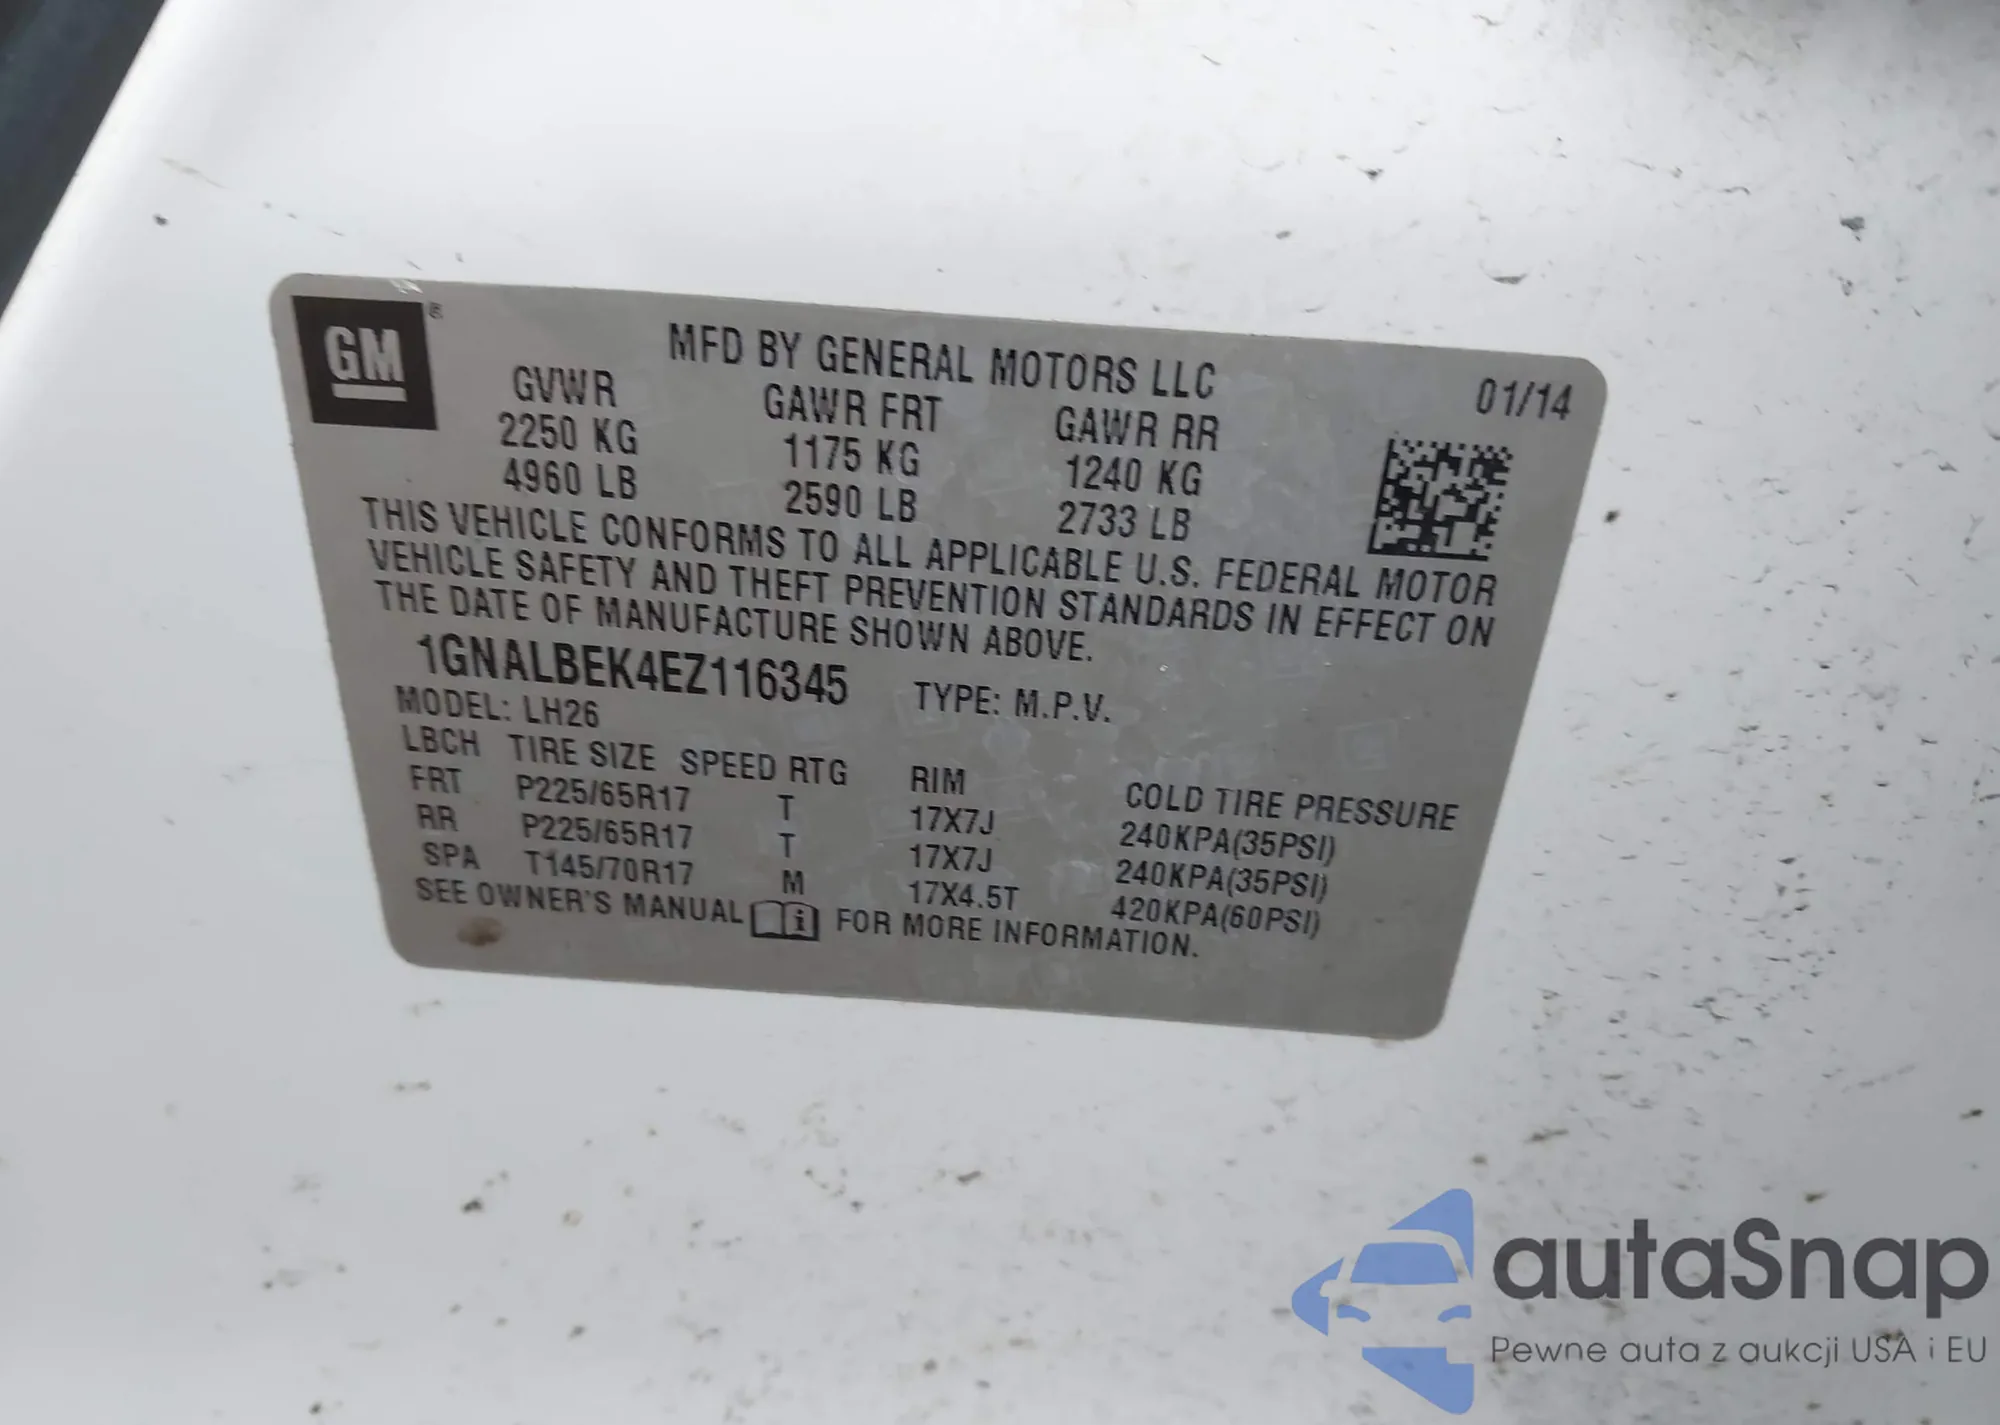 GM ®
MFD BY GENERAL MOTORS LLC 01/14
GVWR GAWR FRT GAWR RR
2250 KG 1175 KG 1240 KG
4960 LB 2590 LB 2733 LB
THIS VEHICLE CONFORMS TO ALL APPLICABLE U.S. FEDERAL MOTOR
VEHICLE SAFETY AND THEFT PREVENTION STANDARDS IN EFFECT ON
THE DATE OF MANUFACTURE SHOWN ABOVE.
1GNALBEK4EZ116345 TYPE: M.P.V.
MODEL: LH26
LBCH TIRE SIZE SPEED RTG RIM COLD TIRE PRESSURE
FRT P225/65R17 T 17X7J 240KPA(35PSI)
RR P225/65R17 T 17X7J 240KPA(35PSI)
SPA T145/70R17 M 17X4.5T 420KPA(60PSI)
SEE OWNER'S MANUAL i FOR MORE INFORMATION.
autaSnap
Pewne auta z aukcji USA i EU